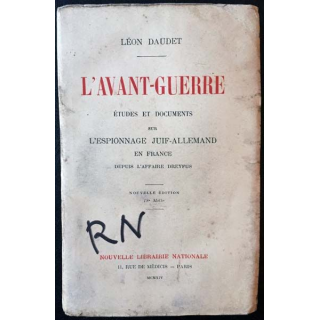 LÉON DAUDET
L'AVANT-GUERRE
ÉTUDES ET DOCUMENTS
SUR
L'ESPIONNAGE JUIF-ALLEMAND
EN FRANCE
DEPUIS L'AFFAIRE DREYFUS
NOUVELLE ÉDITION
RN
NOUVELLE LIBRAIRIE NATIONALE
11, RUE DE MÉDICIS — PARIS